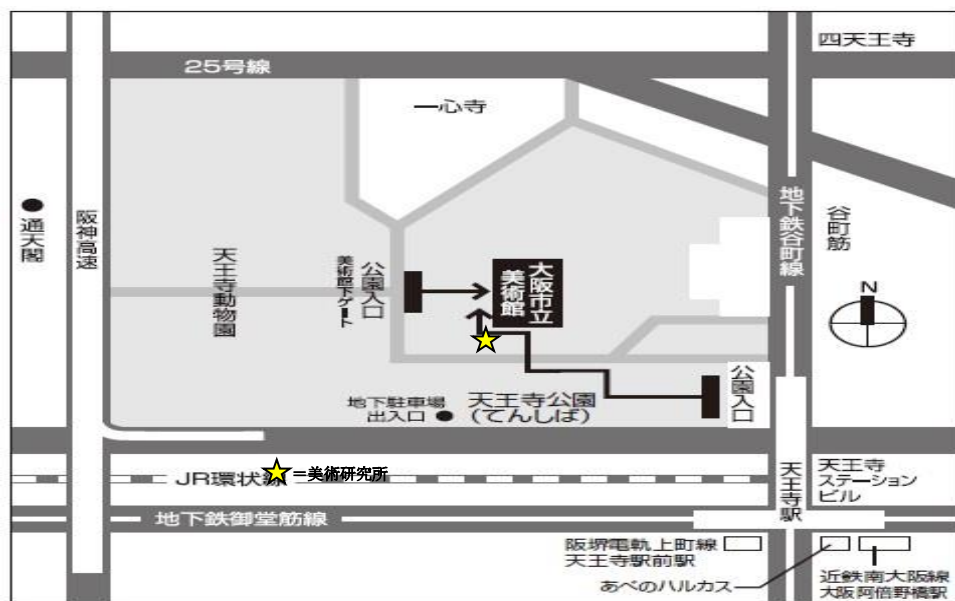 四天王寺
25号線
一心寺
通天閣
阪神高速
天王寺動物園
公園入口
美術館下ゲート
大阪市立
美術館
地下鉄谷町線
谷町筋
N
公園入口
地下駐車場
出入口
天王寺公園
(てんしば)
JR環状線
=美術研究所
天王寺駅
天王寺
ステーション
ビル
地下鉄御堂筋線
阪堺電軌上町線
天王寺駅前駅
あべのハルカス
近鉄南大阪線
大阪阿倍野橋駅